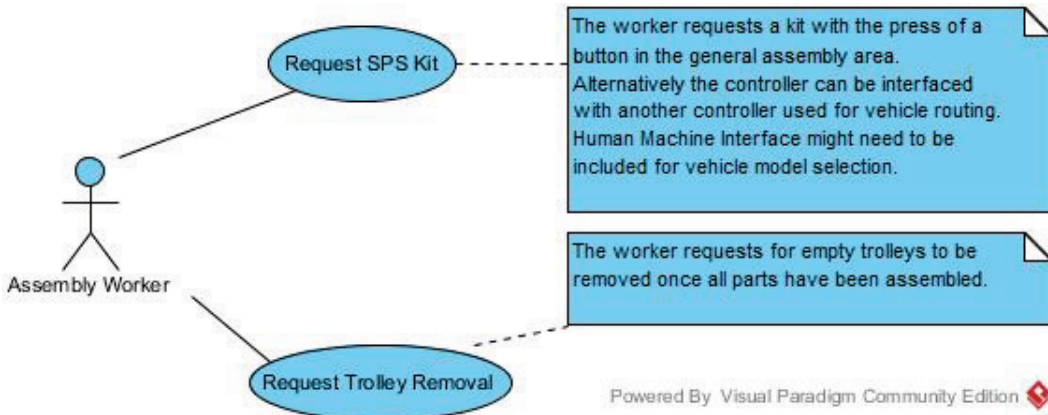 Request SPS Kit
The worker requests a kit with the press of a
button in the general assembly area.
Alternatively the controller can be interfaced
with another controller used for vehicle routing.
Human Machine Interface might need to be
included for vehicle model selection.
Assembly Worker
The worker requests for empty trolleys to be
removed once all parts have been assembled.
Request Trolley Removal
Powered By Visual Paradigm Community Edition